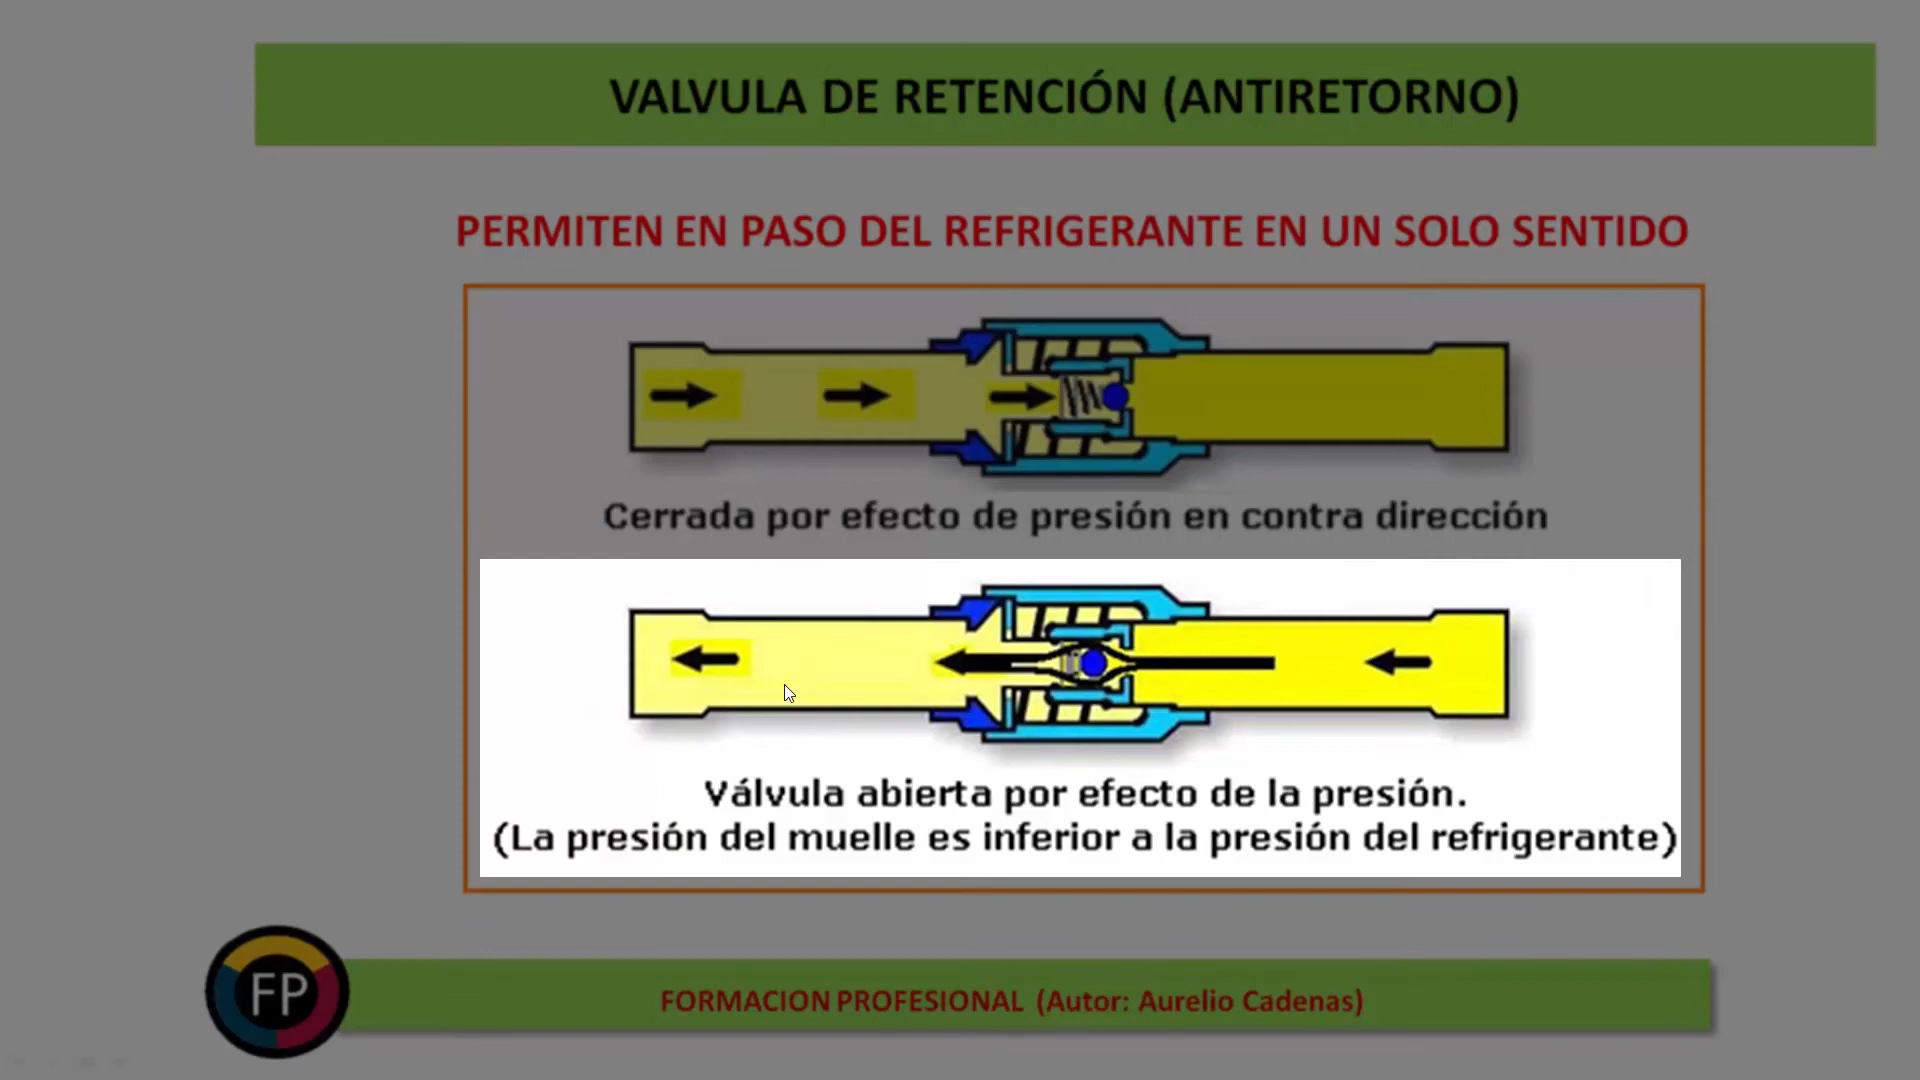 VALVULA DE RETENCIÓN (ANTIRETORNO)
PERMITEN EN PASO DEL REFRIGERANTE EN UN SOLO SENTIDO
Cerrada por efecto de presión en contra dirección
Válvula abierta por efecto de la presión.
(La presión del muelle es inferior a la presión del refrigerante)
FP
FORMACION PROFESIONAL (Autor: Aurelio Cadenas)